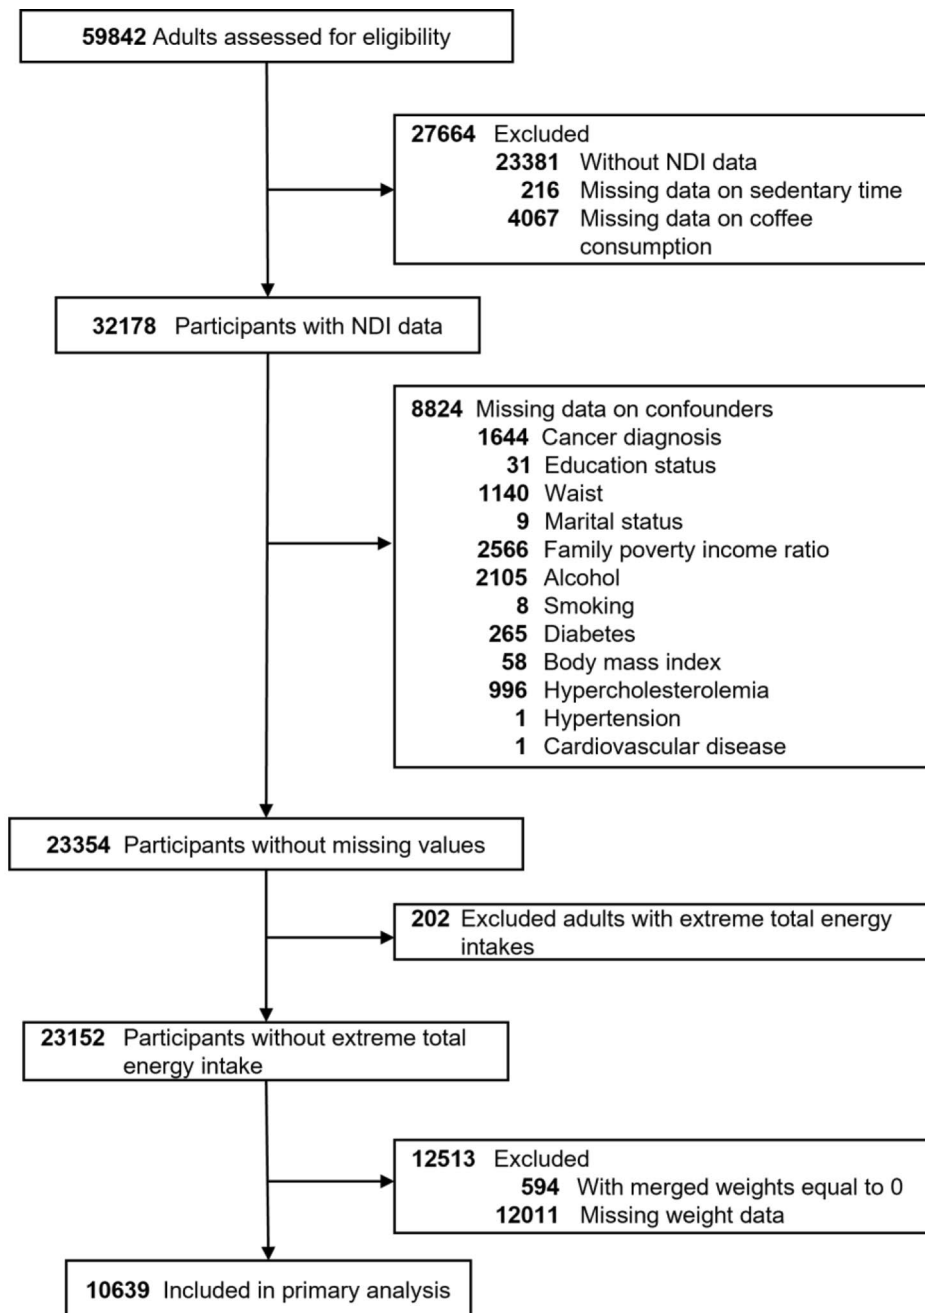 59842 Adults assessed for eligibility
27664 Excluded
23381 Without NDI data
216 Missing data on sedentary time
4067 Missing data on coffee
consumption
32178 Participants with NDI data
8824 Missing data on confounders
1644 Cancer diagnosis
31 Education status
1140 Waist
9 Marital status
2566 Family poverty income ratio
2105 Alcohol
8 Smoking
265 Diabetes
58 Body mass index
996 Hypercholesterolemia
1 Hypertension
1 Cardiovascular disease
23354 Participants without missing values
202 Excluded adults with extreme total energy
intakes
23152 Participants without extreme total
energy intake
12513 Excluded
594 With merged weights equal to 0
12011 Missing weight data
10639 Included in primary analysis